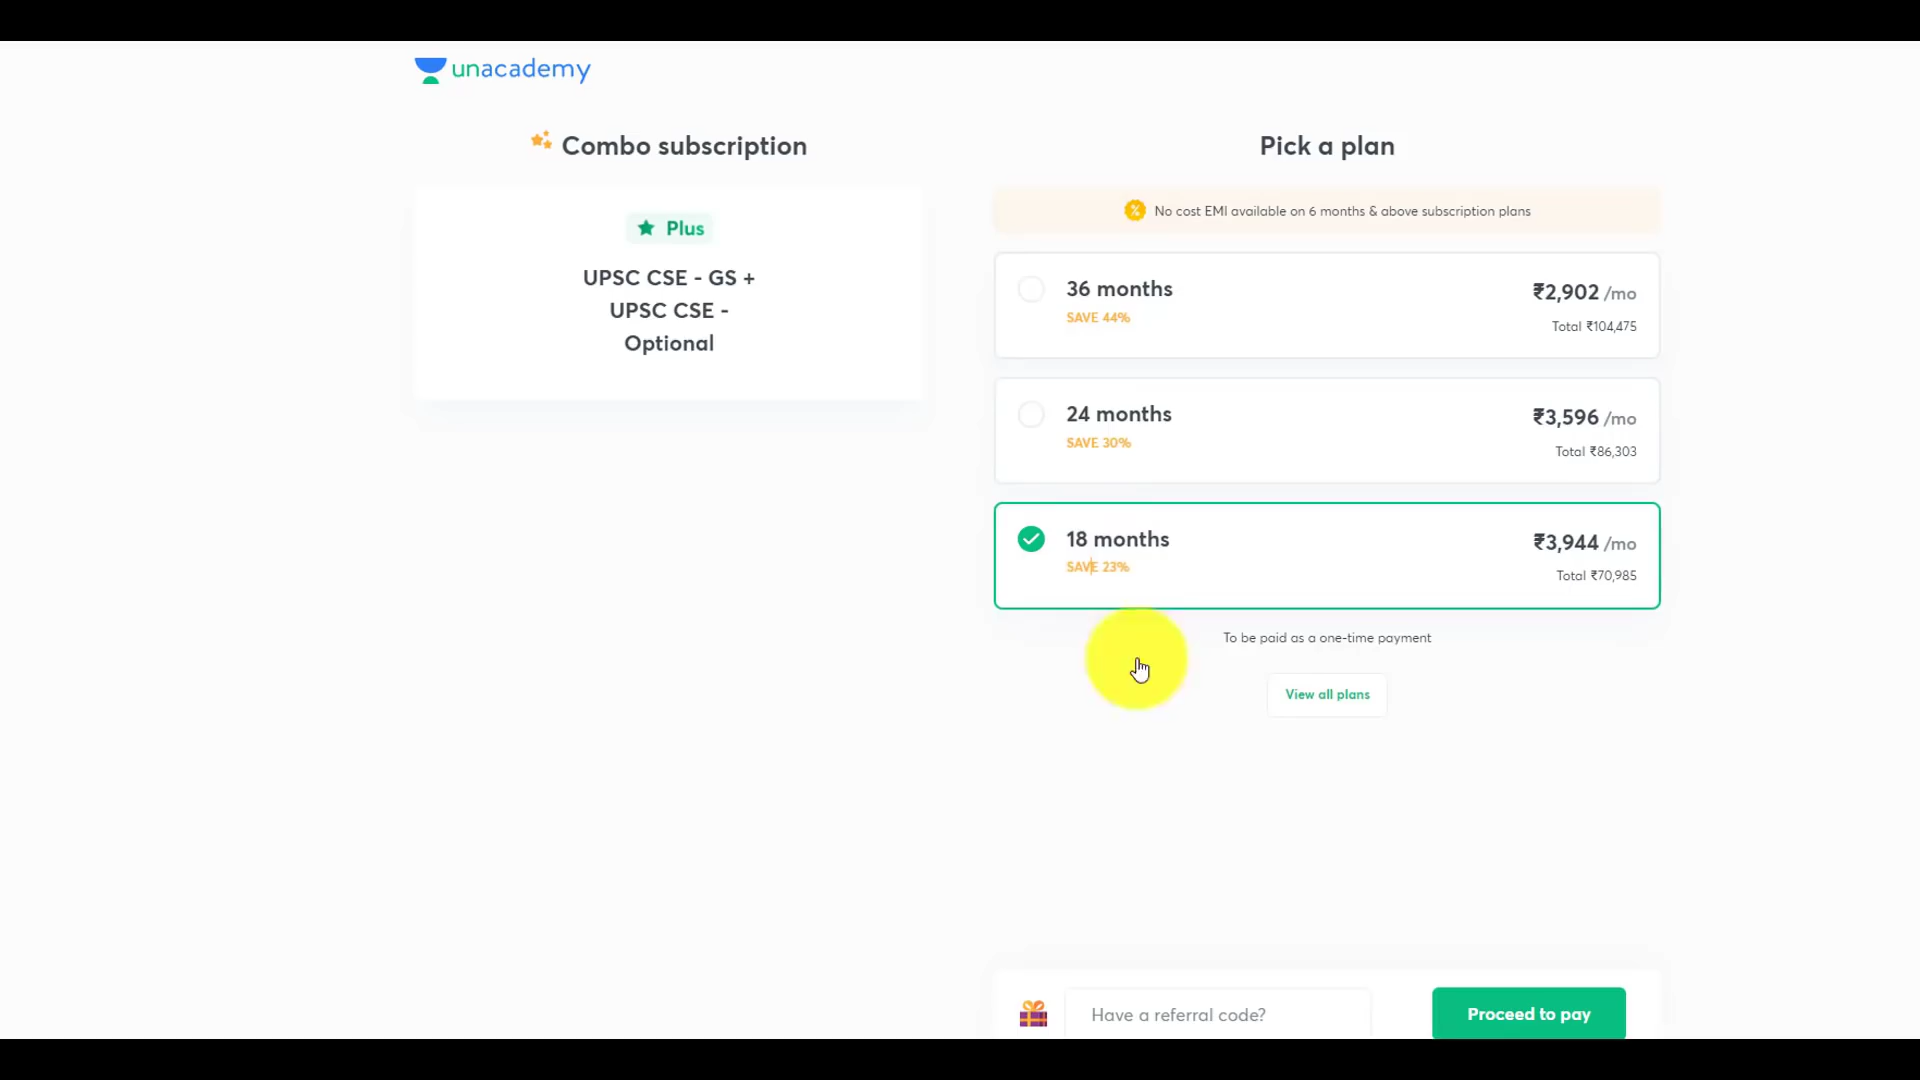 unacademy
Combo subscription
Plus
UPSC CSE - GS +
UPSC CSE -
Optional
Pick a plan
No cost EMI available on 6 months & above subscription plans
36 months
SAVE 44%
₹2,902 /mo
Total ₹104,475
24 months
SAVE 30%
₹3,596 /mo
Total ₹86,303
18 months
SAVE 23%
₹3,944 /mo
Total ₹70,985
To be paid as a one-time payment
View all plans
Have a referral code?
Proceed to pay